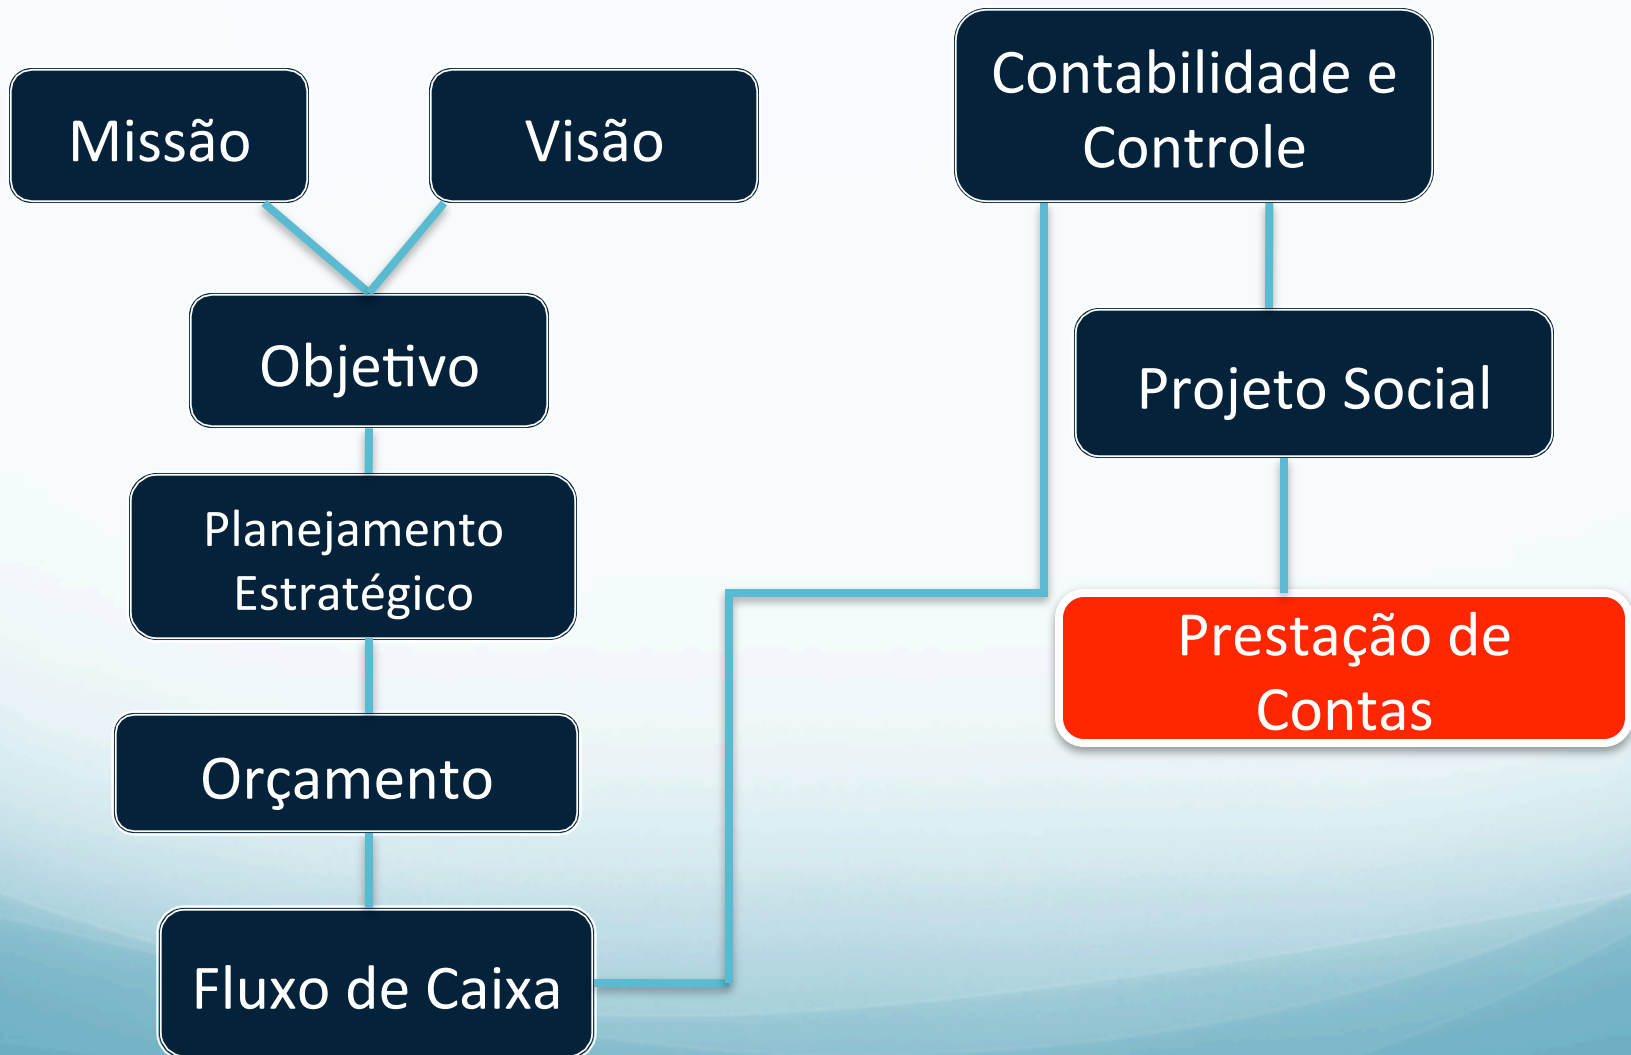 Missão
Visão
Objetivo
Planejamento
Estratégico
Orçamento
Fluxo de Caixa
Contabilidade e
Controle
Projeto Social
Prestação de
Contas